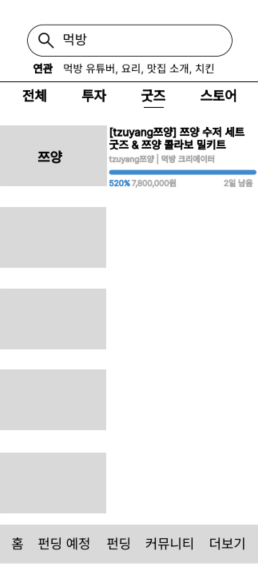 먹방
연관 먹방 유튜버, 요리, 맛집 소개, 치킨
전체 투자 굿즈 스토어
쯔양
[tzuyang쯔양] 쯔양 수저 세트
굿즈 & 쯔양 콜라보 밀키트
tzuyang쯔양 | 먹방 크리에이터
520% 7,800,000원 2일 남음
홈 펀딩 예정 펀딩 커뮤니티 더보기